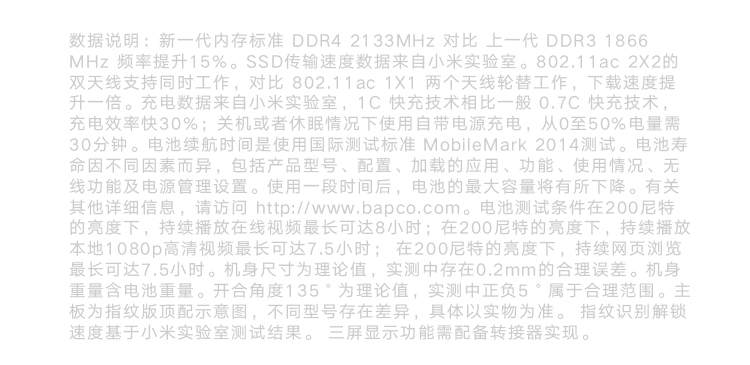 数据说明：新一代内存标准 DDR4 2133MHz 对比 上一代 DDR3 1866
MHz 频率提升15%。SSD传输速度数据来自小米实验室。802.11ac 2X2的
双天线支持同时工作，对比 802.11ac 1X1 两个天线轮替工作，下载速度提
升一倍。充电数据来自小米实验室，1C 快充技术相比一般 0.7C 快充技术，
充电效率快30%；关机或者休眠情况下使用自带电源充电，从0至50%电量需
30分钟。电池续航时间是使用国际测试标准 MobileMark 2014测试。电池寿
命因不同因素而异，包括产品型号、配置、加载的应用、功能、使用情况、无
线功能及电源管理设置。使用一段时间后，电池的最大容量将有所下降。有关
其他详细信息，请访问 http://www.bapco.com。电池测试条件在200尼特
的亮度下，持续播放在线视频最长可达8小时；在200尼特的亮度下，持续播放
本地1080p高清视频最长可达7.5小时； 在200尼特的亮度下，持续网页浏览
最长可达7.5小时。机身尺寸为理论值，实测中存在0.2mm的合理误差。机身
重量含电池重量。开合角度135°为理论值，实测中正负5°属于合理范围。主
板为指纹版顶配示意图，不同型号存在差异，具体以实物为准。 指纹识别解锁
速度基于小米实验室测试结果。 三屏显示功能需配备转接器实现。